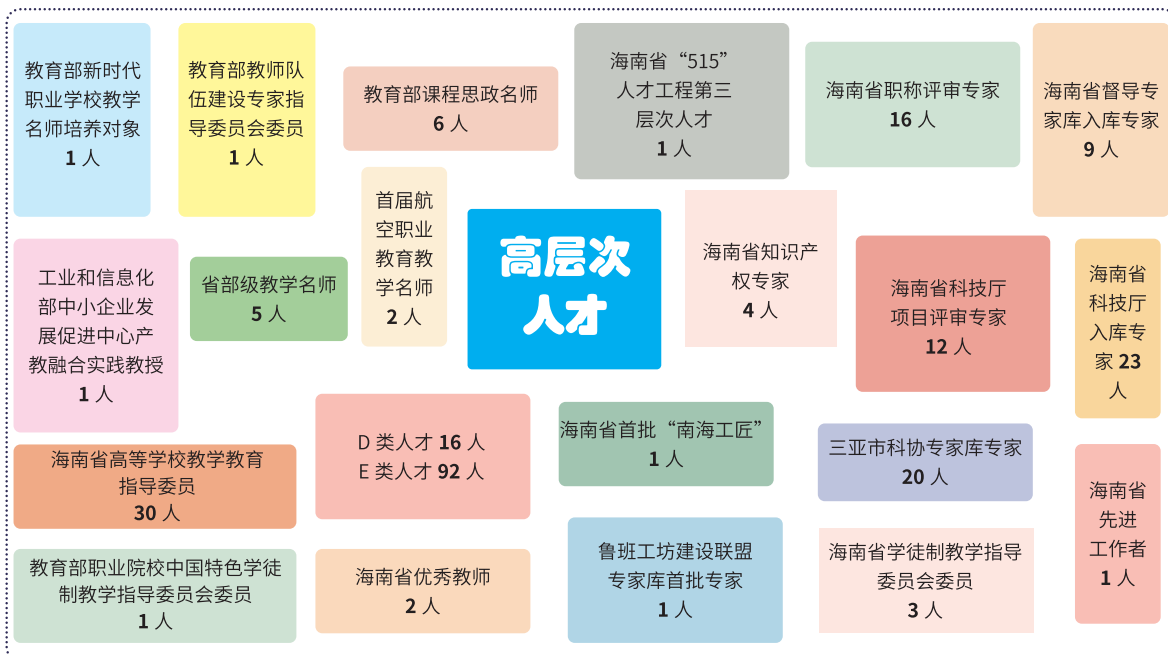 教育部新时代
职业学校教学
名师培养对象
1 人
教育部教师队
伍建设专家指
导委员会委员
1 人
教育部课程思政名师
6 人
海南省“515”
人才工程第三
层次人才
1 人
海南省职称评审专家
16 人
海南省督导专
家库入库专家
9 人
工业和信息化
部中小企业发
展促进中心产
教融合实践教授
1 人
省部级教学名师
5 人
首届航
空职业
教育教
学名师
2 人
高层次
人才
海南省知识产
权专家
4 人
海南省科技厅
项目评审专家
12 人
海南省
科技厅
入库专
家 23
人
海南省高等学校教学教育
指导委员
30 人
D 类人才 16 人
E 类人才 92 人
海南省首批“南海工匠”
1 人
三亚市科协专家库专家
20 人
海南省
先进
工作者
1 人
教育部职业院校中国特色学徒
制教学指导委员会委员
1 人
海南省优秀教师
2 人
鲁班工坊建设联盟
专家库首批专家
1 人
海南省学徒制教学指导
委员会委员
3 人